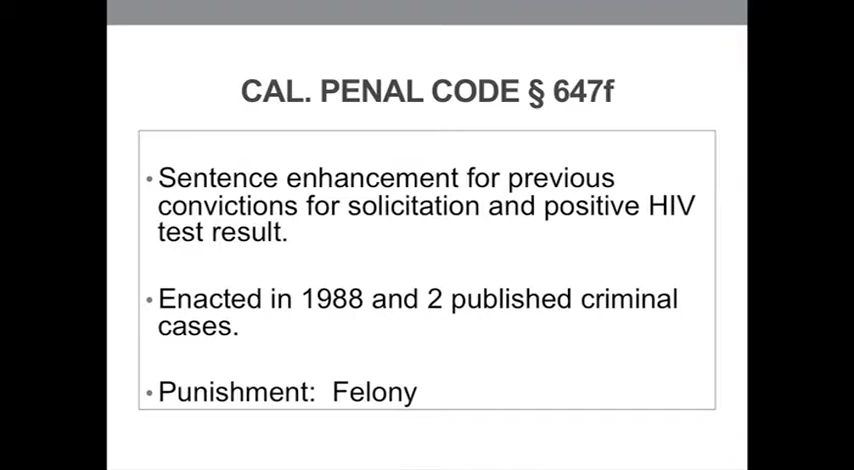 CAL. PENAL CODE § 647f
• Sentence enhancement for previous
convictions for solicitation and positive HIV
test result.
• Enacted in 1988 and 2 published criminal
cases.
• Punishment: Felony